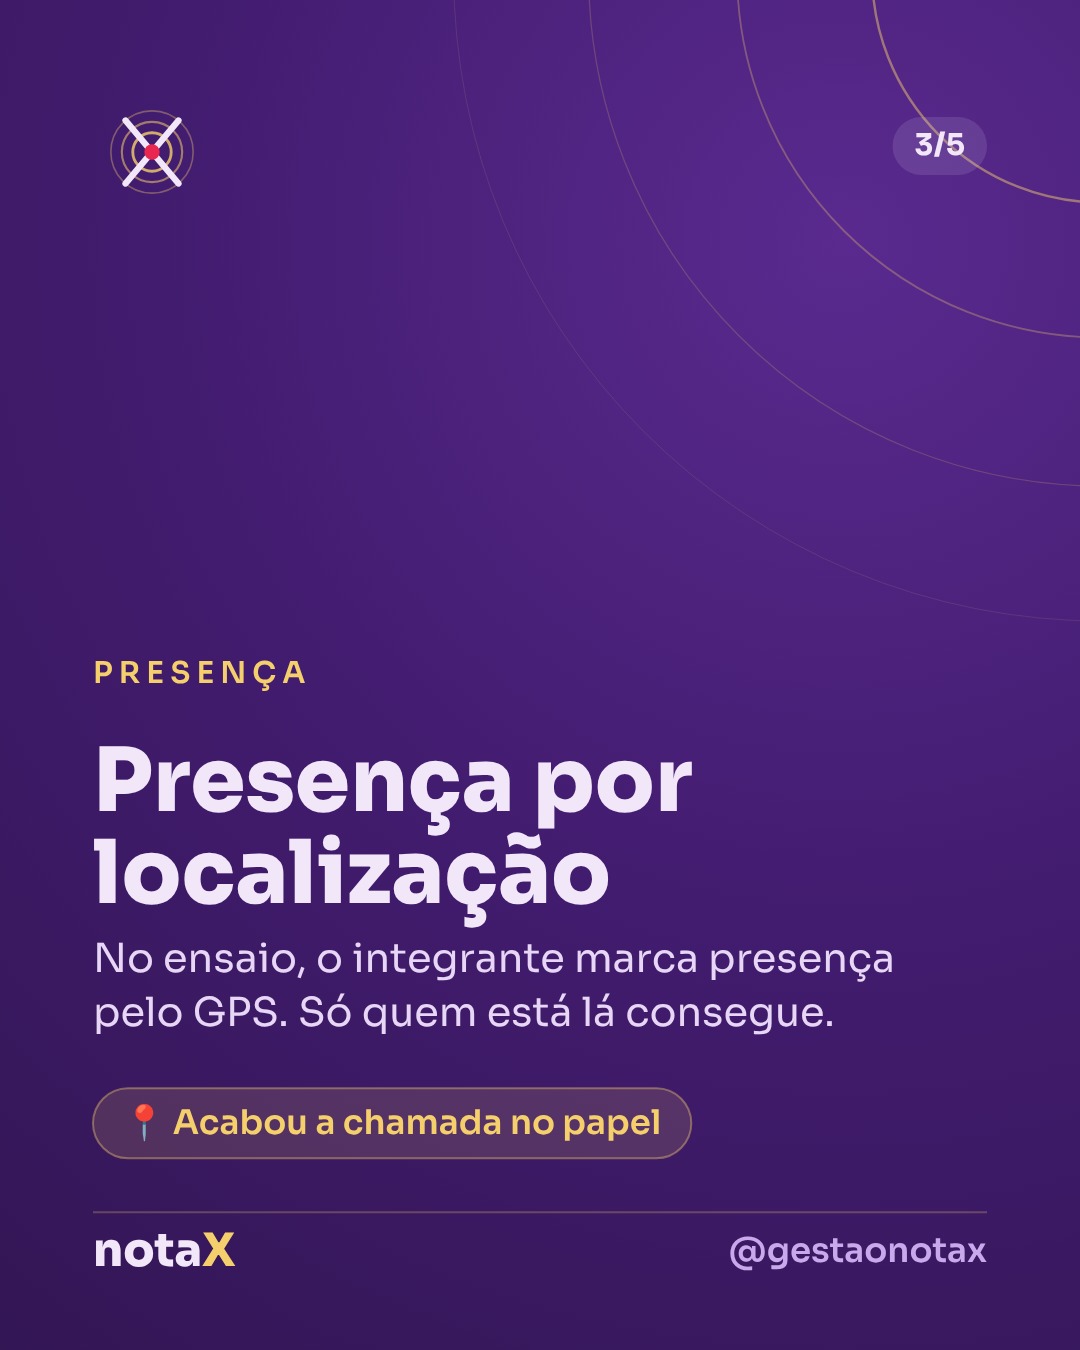 3/5
PRESENÇA
Presença por
localização
No ensaio, o integrante marca presença
pelo GPS. Só quem está lá consegue.
📍 Acabou a chamada no papel
notaX
@gestaonotax